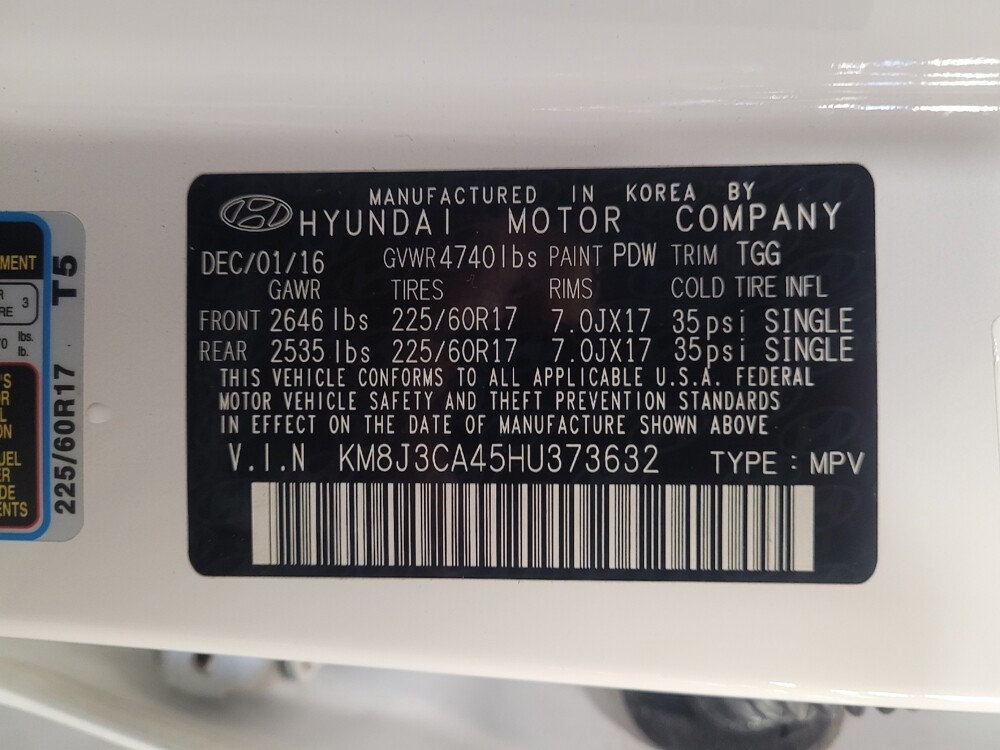 MANUFACTURED IN KOREA BY
HYUNDAI MOTOR COMPANY
DEC/01/16 GVWR 4740lbs PAINT PDW TRIM TGG
GAWR TIRES RIMS COLD TIRE INFL
FRONT 2646 lbs 225/60R17 7.0JX17 35psi SINGLE
REAR 2535 lbs 225/60R17 7.0JX17 35psi SINGLE
THIS VEHICLE CONFORMS TO ALL APPLICABLE U.S.A. FEDERAL
MOTOR VEHICLE SAFETY AND THEFT PREVENTION STANDARDS
IN EFFECT ON THE DATE OF MANUFACTURE SHOWN ABOVE
V.I.N KM8J3CA45HU373632 TYPE : MPV
225/60R17 T5
3
lbs.
lb.